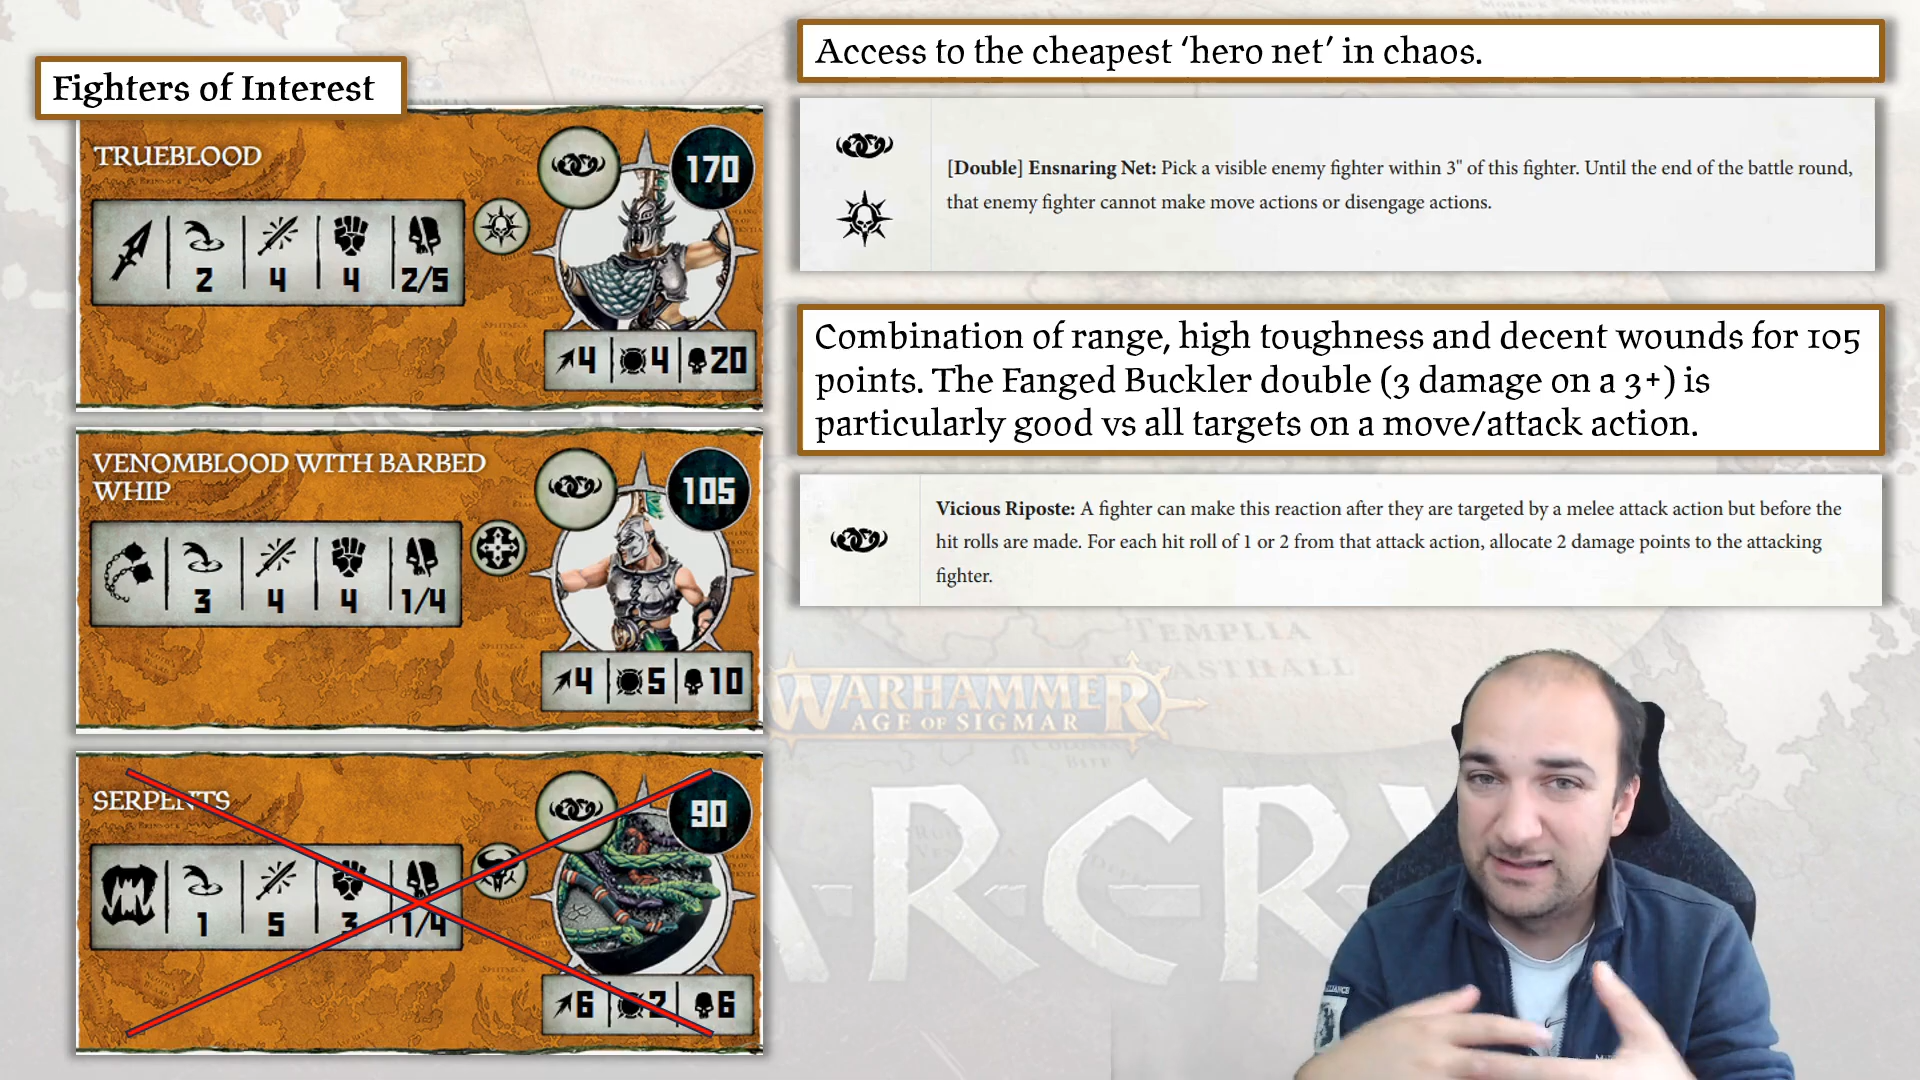 Fighters of Interest
TRUEBLOOD
170
2 4 4 2/5
4 4 20
VENOMBLOOD WITH BARBED
WHIP
105
3 4 4 1/4
4 5 10
SERPENTS
90
1 5 3 1/4
6 2 6
Access to the cheapest ‘hero net’ in chaos.
[Double] Ensnaring Net: Pick a visible enemy fighter within 3" of this fighter. Until the end of the battle round,
that enemy fighter cannot make move actions or disengage actions.
Combination of range, high toughness and decent wounds for 105
points. The Fanged Buckler double (3 damage on a 3+) is
particularly good vs all targets on a move/attack action.
Vicious Riposte: A fighter can make this reaction after they are targeted by a melee attack action but before the
hit rolls are made. For each hit roll of 1 or 2 from that attack action, allocate 2 damage points to the attacking
fighter.
TEMPLIA
BEASTHALL
WARHAMMER
AGE OF SIGMAR
ARCRY